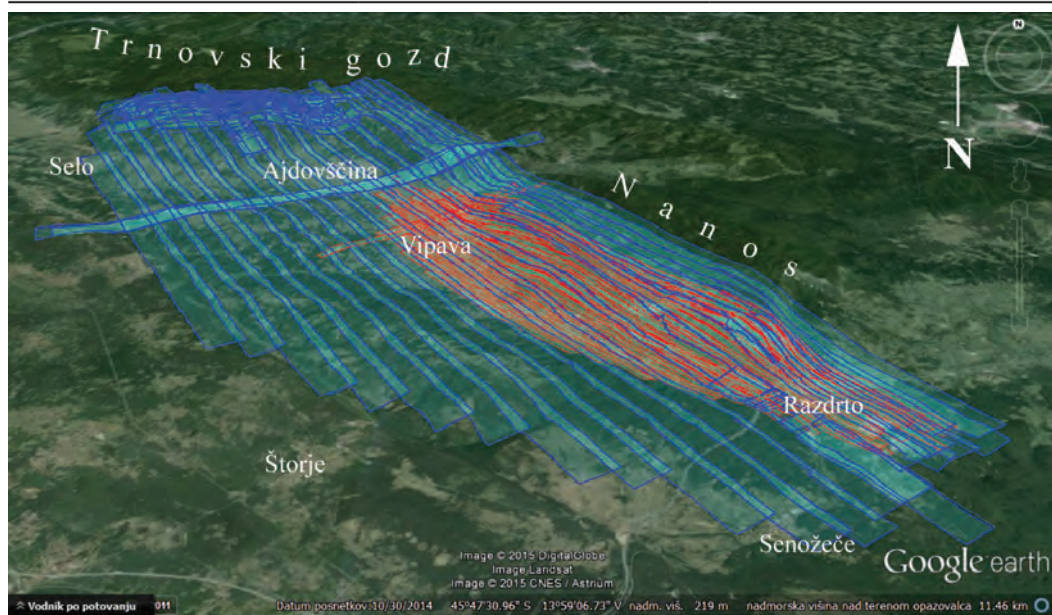 Trnovski gozd
N
Selo
Ajdovščina
N
Nanos
Vipava
Razdrto
Štorje
Senožeče
Image © 2015 DigitalGlobe
Image Landsat
Image © 2015 CNES / Astrium
Google earth
Vodnik po potovanju
Datum posnetkov: 10/30/2014 45°47'30.96" S 13°59'06.73" V nadm. viš. 219 m nadmorska višina nad terenom opazovalca 11.46 km